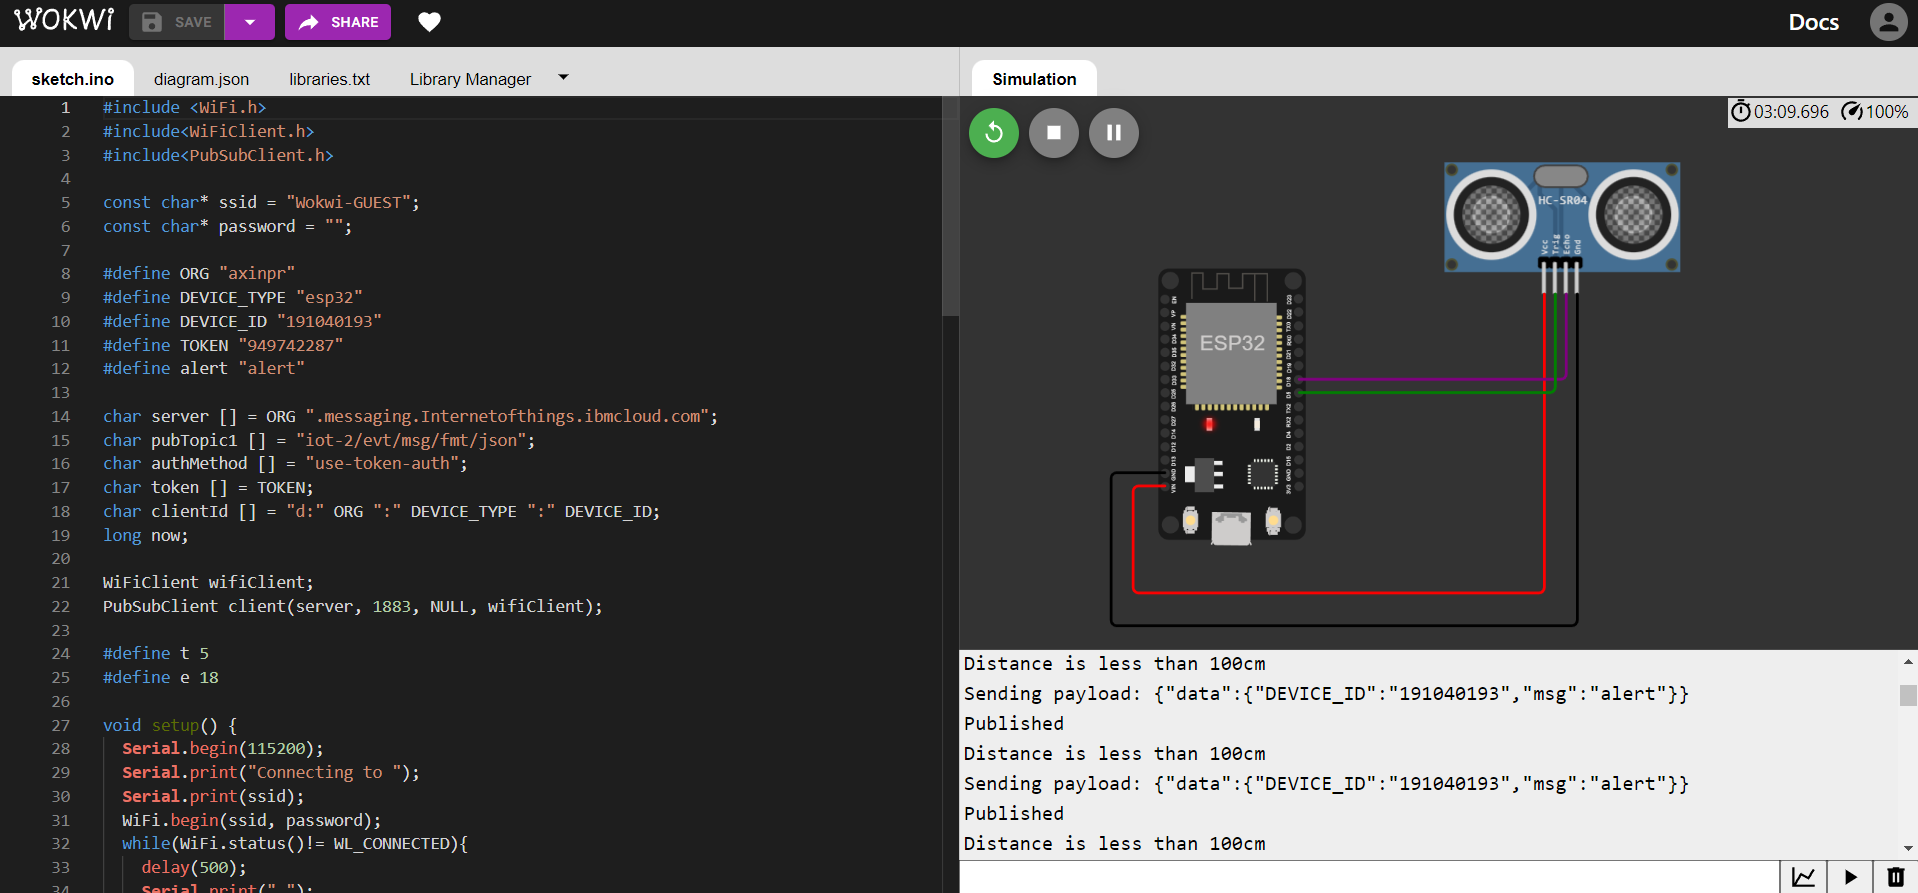 WOKWI SAVE SHARE Docs
sketch.ino diagram.json libraries.txt Library Manager
1 #include <WiFi.h>
2 #include<WiFiClient.h>
3 #include<PubSubClient.h>
4
5 const char* ssid = "Wokwi-GUEST";
6 const char* password = "";
7
8 #define ORG "axinpr"
9 #define DEVICE_TYPE "esp32"
10 #define DEVICE_ID "191040193"
11 #define TOKEN "949742287"
12 #define alert "alert"
13
14 char server [] = ORG ".messaging.Internetofthings.ibmcloud.com";
15 char pubTopic1 [] = "iot-2/evt/msg/fmt/json";
16 char authMethod [] = "use-token-auth";
17 char token [] = TOKEN;
18 char clientId [] = "d:" ORG ":" DEVICE_TYPE ":" DEVICE_ID;
19 long now;
20
21 WiFiClient wifiClient;
22 PubSubClient client(server, 1883, NULL, wifiClient);
23
24 #define t 5
25 #define e 18
26
27 void setup() {
28 Serial.begin(115200);
29 Serial.print("Connecting to ");
30 Serial.print(ssid);
31 WiFi.begin(ssid, password);
32 while(WiFi.status()!= WL_CONNECTED){
33 delay(500);
34 Serial.print(".");
Simulation
03:09.696 100%
HC-SR04
Vcc
Trig
Echo
Gnd
ESP32
Distance is less than 100cm
Sending payload: {"data":{"DEVICE_ID":"191040193","msg":"alert"}}
Published
Distance is less than 100cm
Sending payload: {"data":{"DEVICE_ID":"191040193","msg":"alert"}}
Published
Distance is less than 100cm